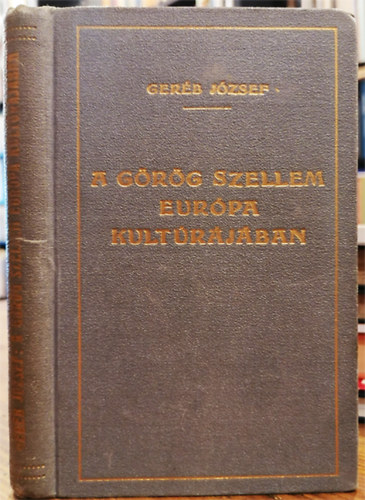 GERÉB JÓZSEF
A GÖRÖG SZELLEM
EURÓPA
KULTÚRÁJÁBAN